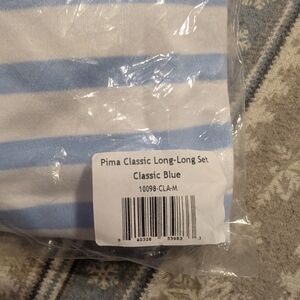 Pima Classic Long-Long Set
Classic Blue
10098-CLA-M